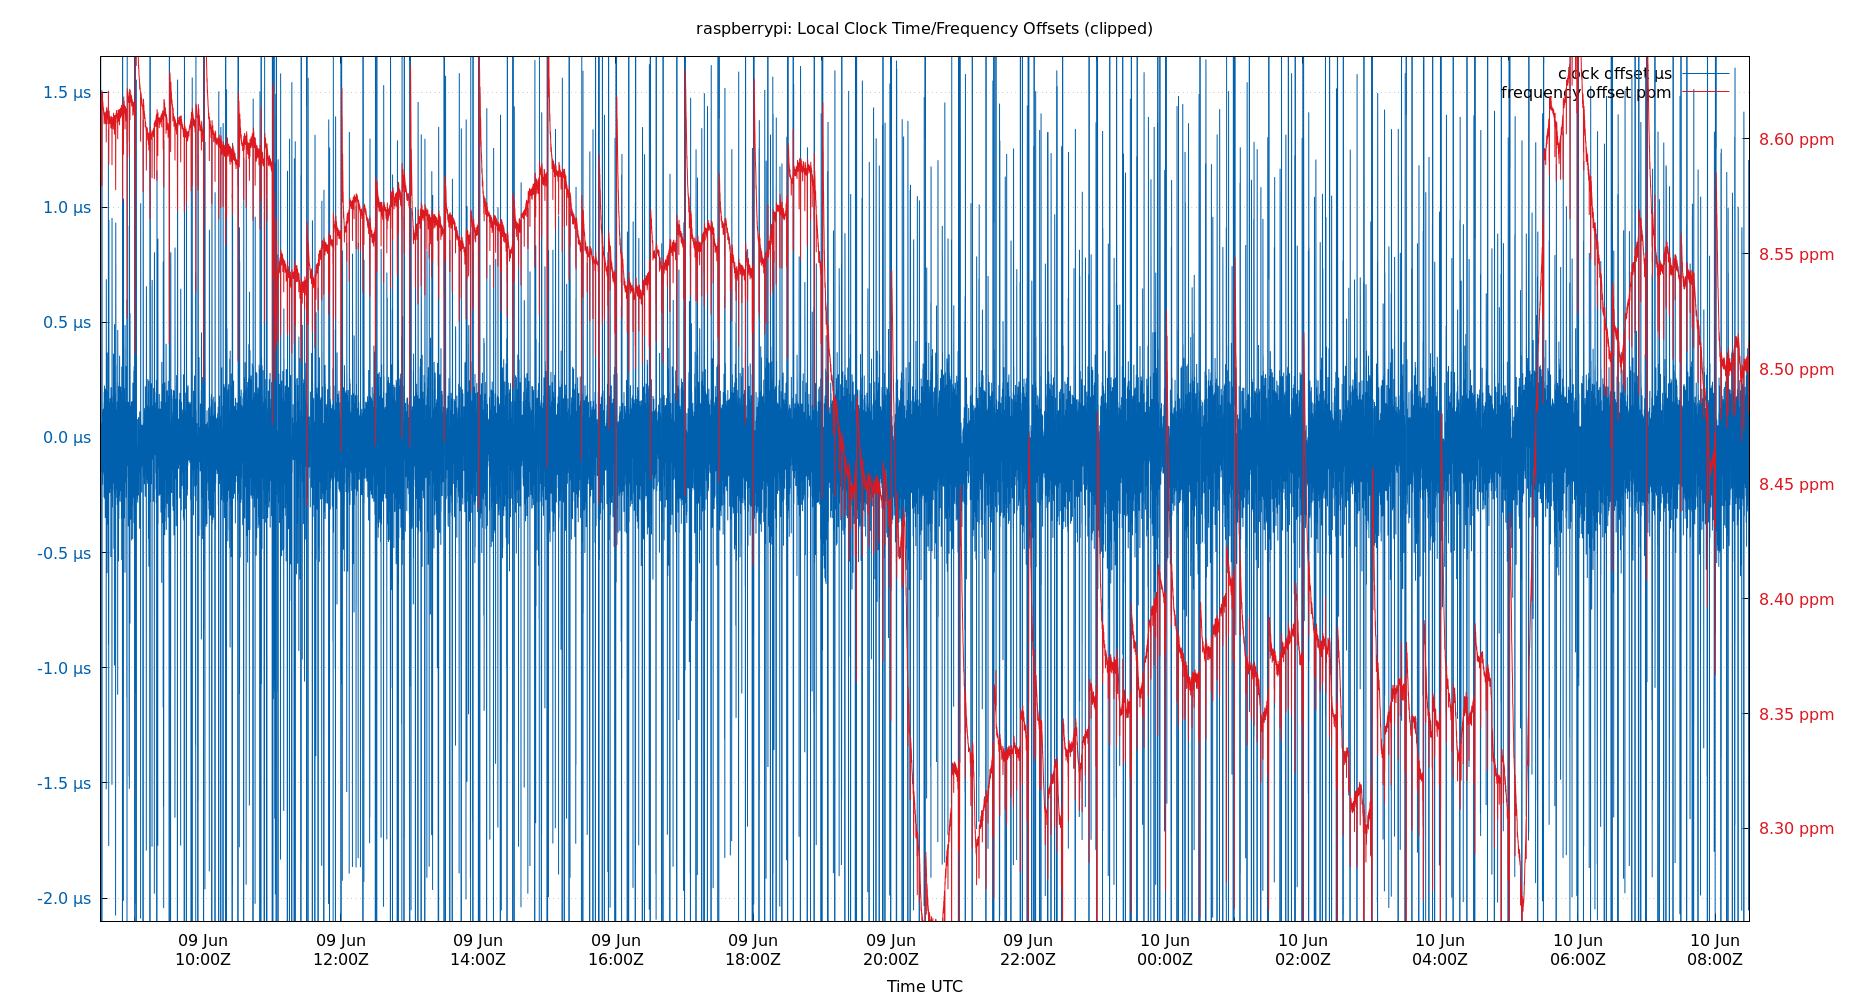 raspberrypi: Local Clock Time/Frequency Offsets (clipped)
clock offset µs
frequency offset ppm
1.5 µs
1.0 µs
0.5 µs
0.0 µs
-0.5 µs
-1.0 µs
-1.5 µs
-2.0 µs
8.60 ppm
8.55 ppm
8.50 ppm
8.45 ppm
8.40 ppm
8.35 ppm
8.30 ppm
09 Jun 09 Jun 09 Jun 09 Jun 09 Jun 09 Jun 09 Jun 10 Jun 10 Jun 10 Jun 10 Jun 10 Jun
10:00Z 12:00Z 14:00Z 16:00Z 18:00Z 20:00Z 22:00Z 00:00Z 02:00Z 04:00Z 06:00Z 08:00Z
Time UTC